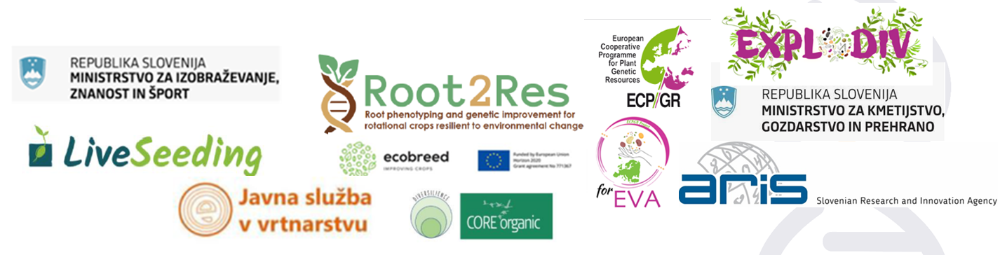 REPUBLIKA SLOVENIJA
MINISTRSTVO ZA IZOBRAŽEVANJE,
ZNANOST IN ŠPORT
Root2Res
Root phenotyping and genetic improvement for
rotational crops resilient to environmental change
European
Cooperative
Programme
for Plant
Genetic
Resources
ECP/GR
EXPLODIV
REPUBLIKA SLOVENIJA
MINISTRSTVO ZA KMETIJSTVO,
GOZDARSTVO IN PREHRANO
LiveSeeding
ecobreed
IMPROVING CROPS
Funded by European Union
Horizon 2020
Grant agreement No 771367
for EVA
aris
Slovenian Research and Innovation Agency
Javna služba
v vrtnarstvu
DIVERSILIENCE
CORE organic